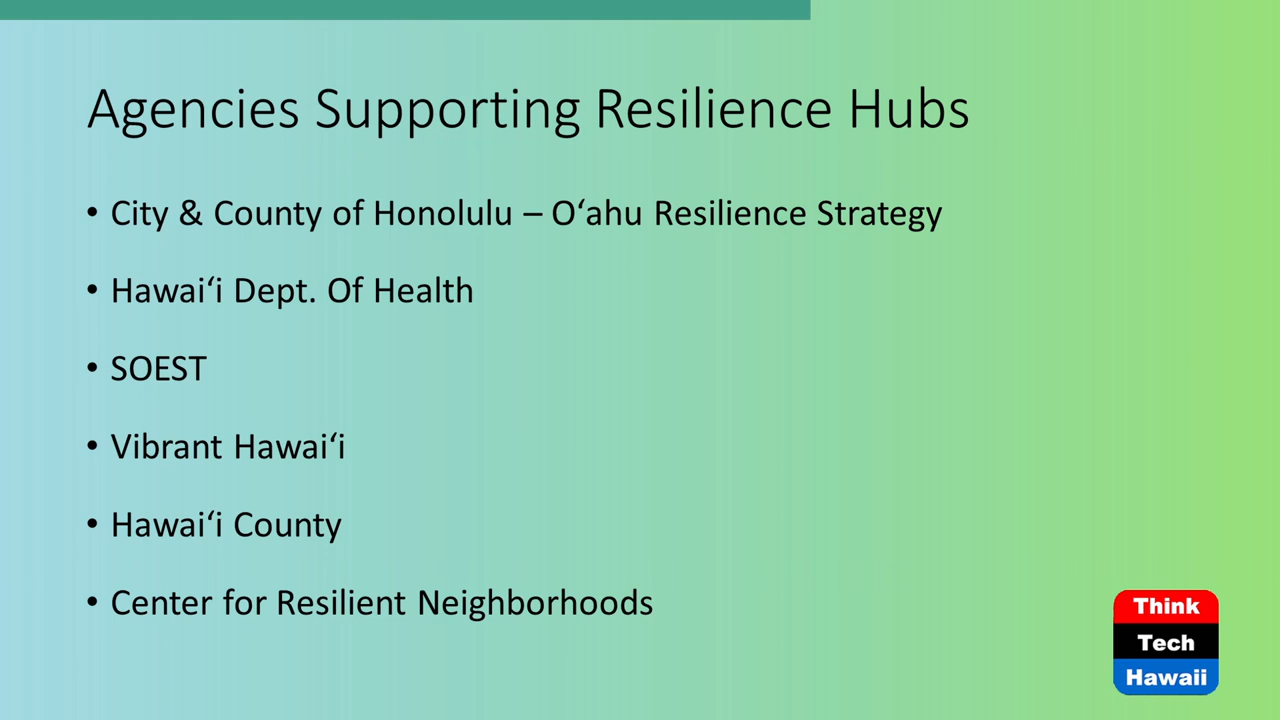 Agencies Supporting Resilience Hubs
• City & County of Honolulu – Oʻahu Resilience Strategy
• Hawaiʻi Dept. Of Health
• SOEST
• Vibrant Hawaiʻi
• Hawaiʻi County
• Center for Resilient Neighborhoods
Think
Tech
Hawaii